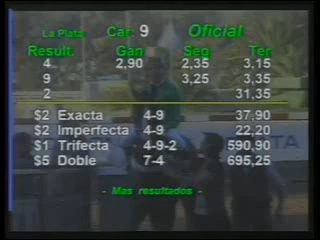 La Plata Car. 9 Oficial
Result. Gan Seg Ter
4 2,90 2,35 3,15
9 3,25 3,35
2 31,35
$2 Exacta 4-9 37,90
$2 Imperfecta 4-9 22,20
$1 Trifecta 4-9-2 590,90
$5 Doble 7-4 695,25
- Mas resultados -